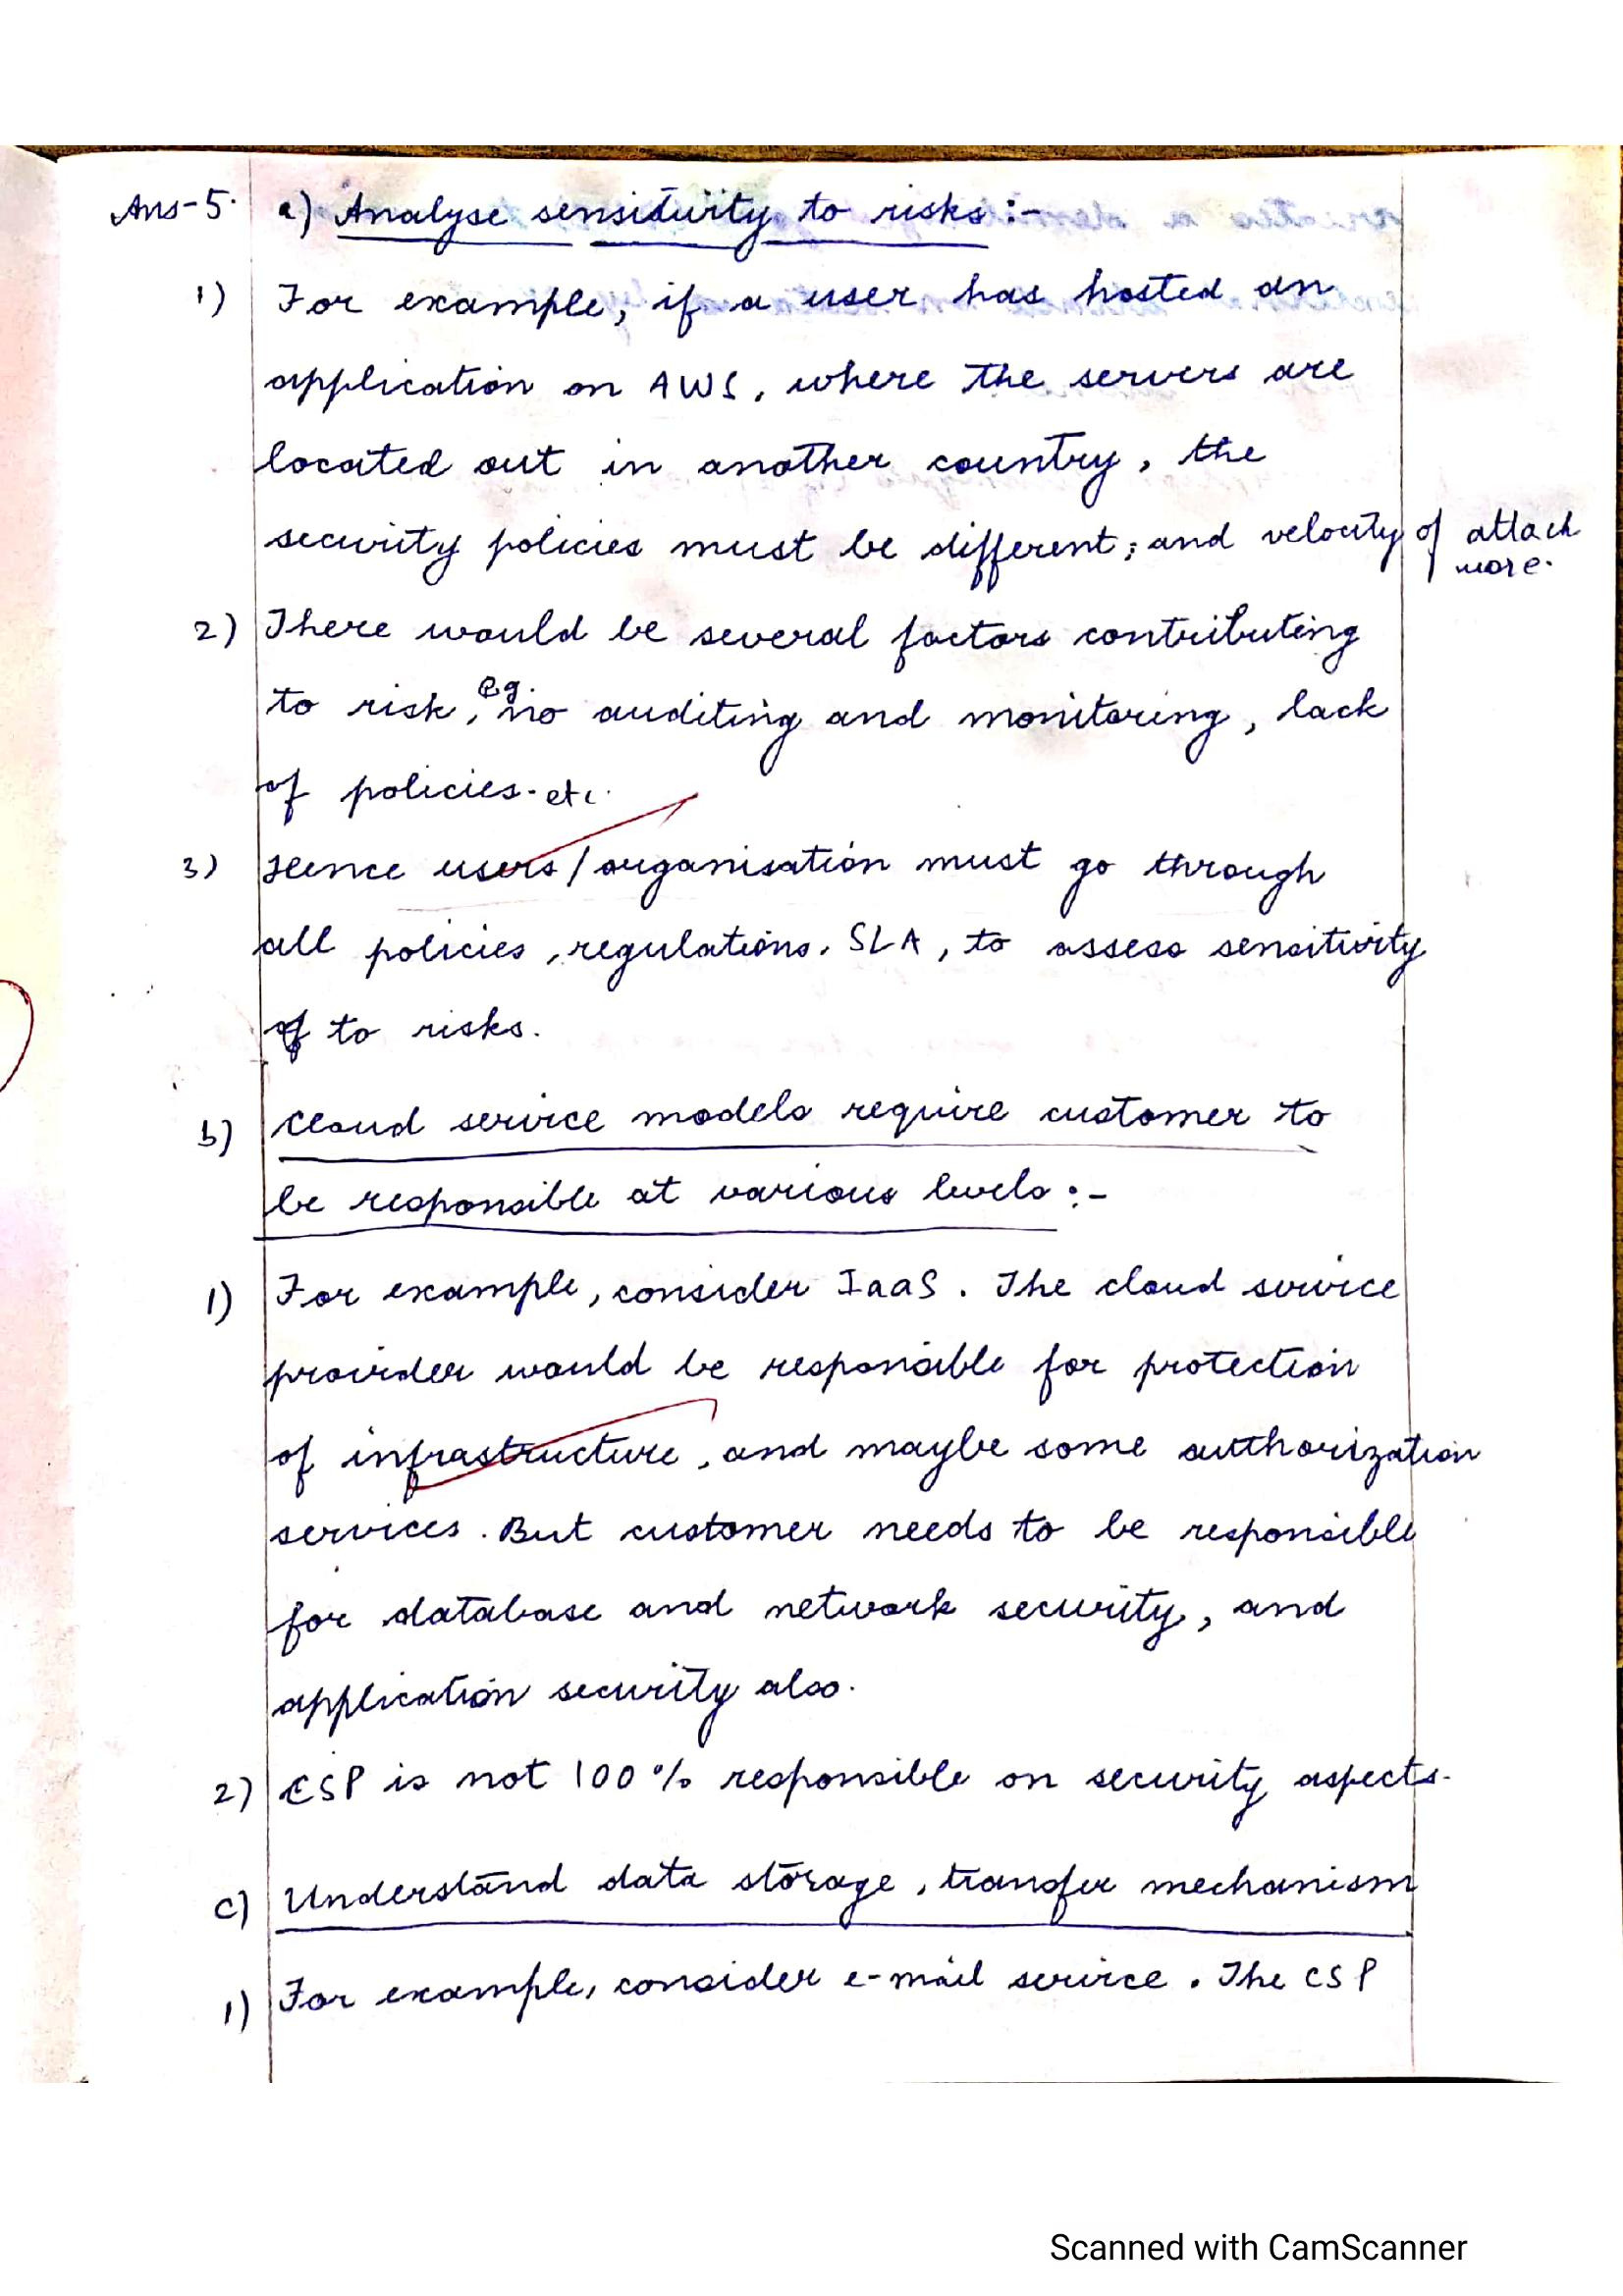 Ans-5. a) Analyse sensitivity to risks :-
1) For example, if a user has hosted an
application on AWS, where the servers are
located out in another country, the
security policies must be different; and velocity of attack
more.
2) There would be several factors contributing
to risk, e.g. no auditing and monitoring, lack
of policies. etc.
3) Hence users/organisation must go through
all policies, regulations, SLA, to assess sensitivity
to risks.
b) Cloud service models require customer to
be responsible at various levels :-
1) For example, consider IaaS. The cloud service
provider would be responsible for protection
of infrastructure, and maybe some authorization
services. But customer needs to be responsible
for database and network security, and
application security also.
2) CSP is not 100% responsible on security aspects.
c) Understand data storage, transfer mechanism
1) For example, consider e-mail service. The CSP
Scanned with CamScanner